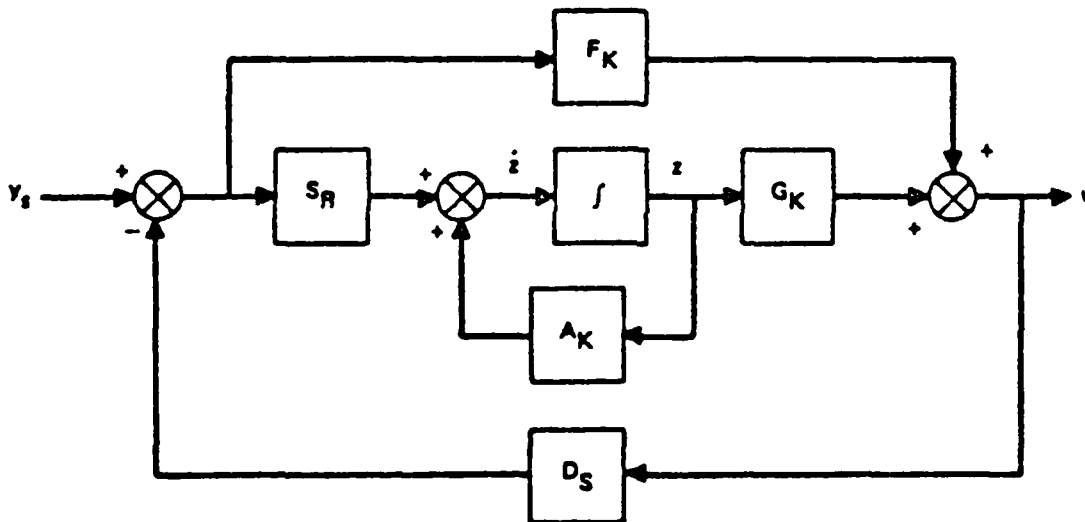 F_K
+
+
+
ż
z
y_s
S_R
∫
G_K
−
+
+
A_K
D_S